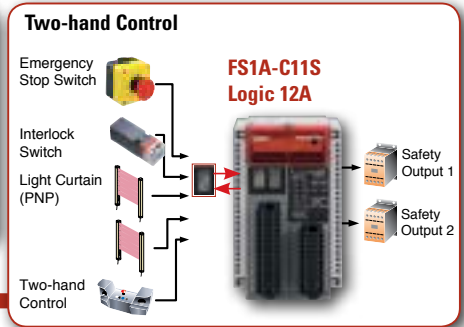 Two-hand Control
Emergency
Stop Switch
FS1A-C11S
Logic 12A
Interlock
Switch
Light Curtain
(PNP)
Safety
Output 1
Safety
Output 2
Two-hand
Control